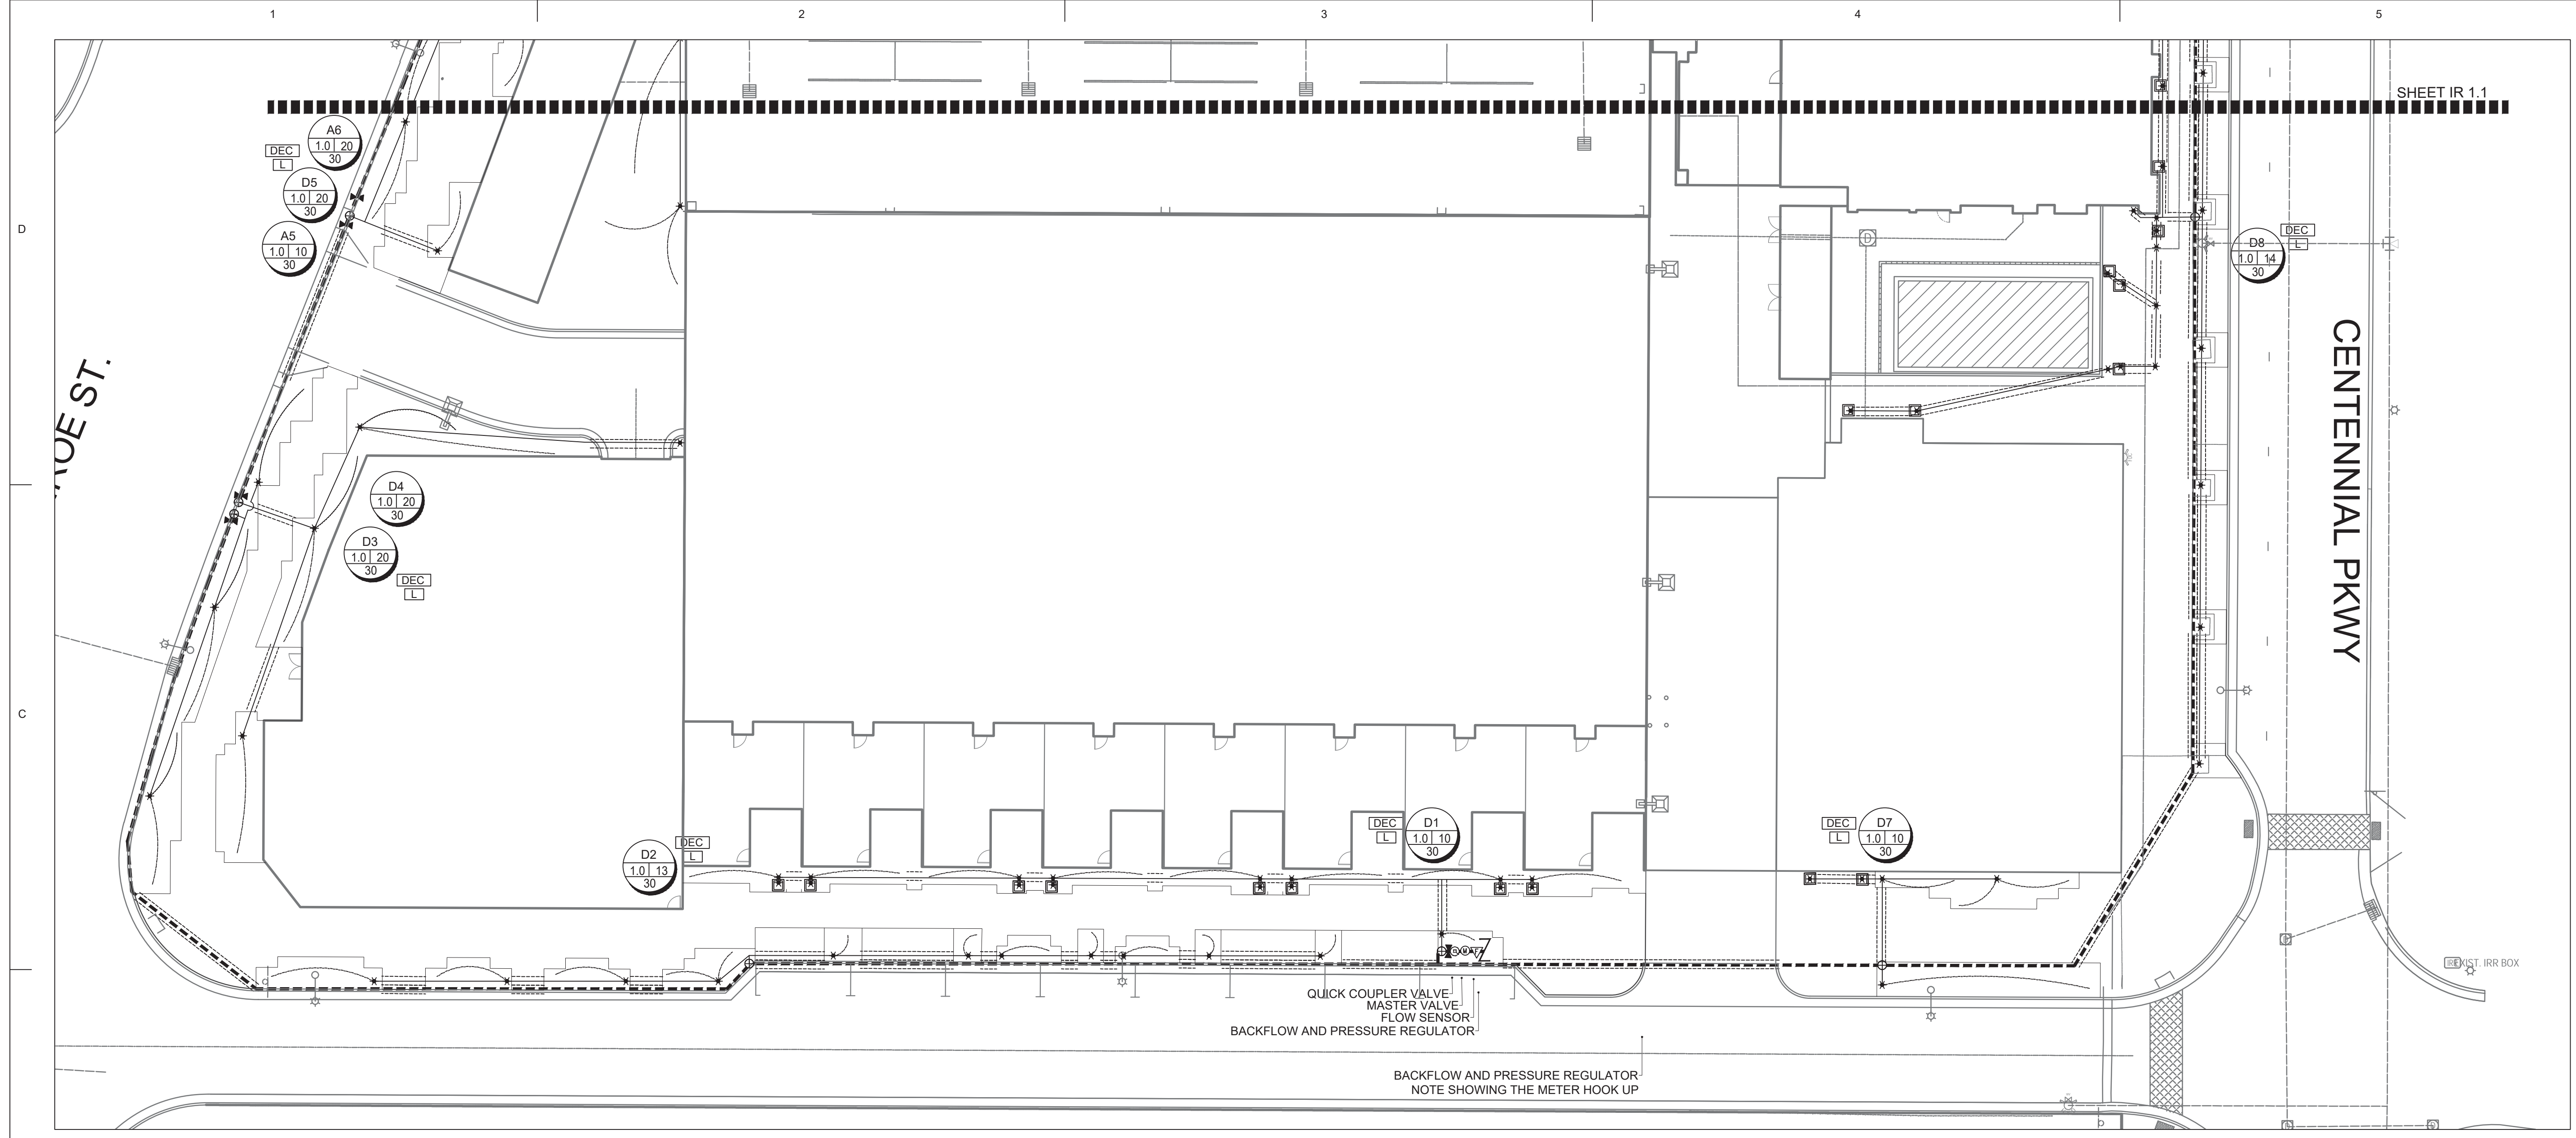 1
2
3
4
5
SHEET IR 1.1
A6
1.0 20
30
DEC
L
D5
1.0 20
30
D
A5
1.0 10
30
D
D8
1.0 14
30
DEC
L
CENTENNIAL PKWY
ROE ST.
D4
1.0 20
30
D3
1.0 20
30
DEC
L
C
D2
1.0 13
30
DEC
L
DEC
L
D1
1.0 10
30
DEC
L
D7
1.0 10
30
EXIST. IRR BOX
QUICK COUPLER VALVE
MASTER VALVE
FLOW SENSOR
BACKFLOW AND PRESSURE REGULATOR
BACKFLOW AND PRESSURE REGULATOR
NOTE SHOWING THE METER HOOK UP